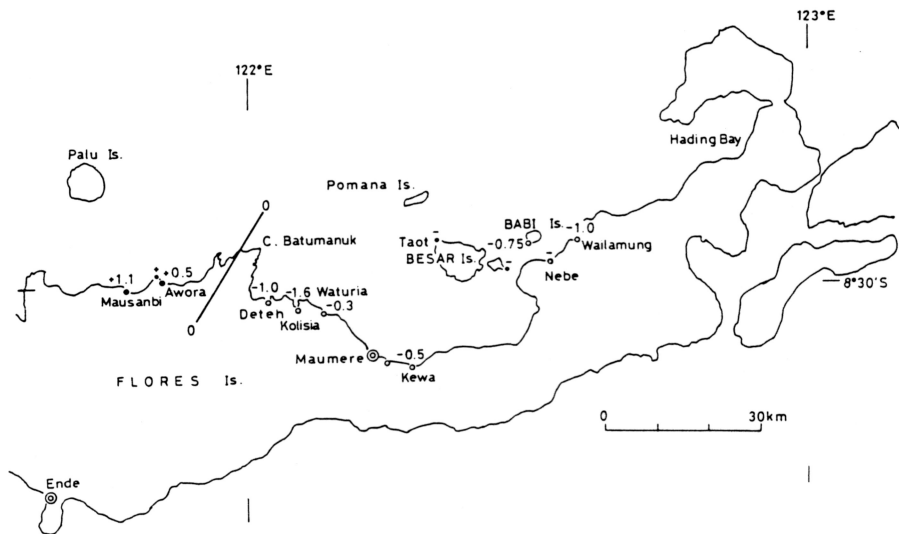 123°E
122°E
Hading Bay
Palu Is.
Pomana Is.
0
C. Batumanuk
BABI Is.
-1.0
Wailamung
-
Taot
-0.75
BESAR Is.
-
-
Nebe
+1.1
+0.5
Mausanbi
Awora
8°30'S
-1.0
-1.6
Waturia
-0.3
Deteh
Kolisia
0
Maumere
-0.5
Kewa
FLORES Is.
0
30km
Ende